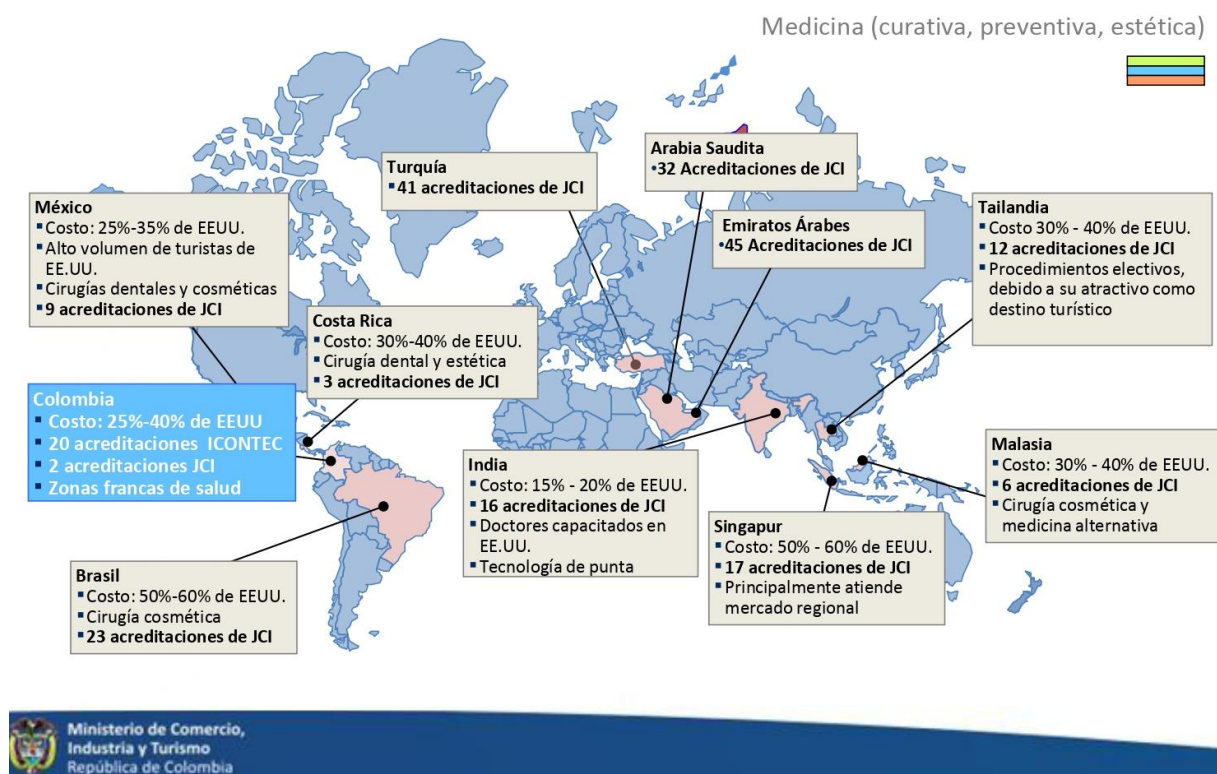 Medicina (curativa, preventiva, estética)
Arabia Saudita
•32 Acreditaciones de JCI
Turquía
▪ 41 acreditaciones de JCI
México
▪ Costo: 25%-35% de EEUU.
▪ Alto volumen de turistas de
EE.UU.
▪ Cirugías dentales y cosméticas
▪ 9 acreditaciones de JCI
Emiratos Árabes
•45 Acreditaciones de JCI
Tailandia
▪ Costo 30% - 40% de EEUU.
▪ 12 acreditaciones de JCI
▪ Procedimientos electivos,
debido a su atractivo como
destino turístico
Costa Rica
▪ Costo: 30%-40% de EEUU.
▪ Cirugía dental y estética
▪ 3 acreditaciones de JCI
Colombia
▪ Costo: 25%-40% de EEUU
▪ 20 acreditaciones ICONTEC
▪ 2 acreditaciones JCI
▪ Zonas francas de salud
India
▪ Costo: 15% - 20% de EEUU.
▪ 16 acreditaciones de JCI
▪ Doctores capacitados en
EE.UU.
▪ Tecnología de punta
Malasia
▪ Costo: 30% - 40% de EEUU.
▪ 6 acreditaciones de JCI
▪ Cirugía cosmética y
medicina alternativa
Singapur
▪ Costo: 50% - 60% de EEUU.
▪ 17 acreditaciones de JCI
▪ Principalmente atiende
mercado regional
Brasil
▪ Costo: 50%-60% de EEUU.
▪ Cirugía cosmética
▪ 23 acreditaciones de JCI
Ministerio de Comercio,
Industria y Turismo
República de Colombia